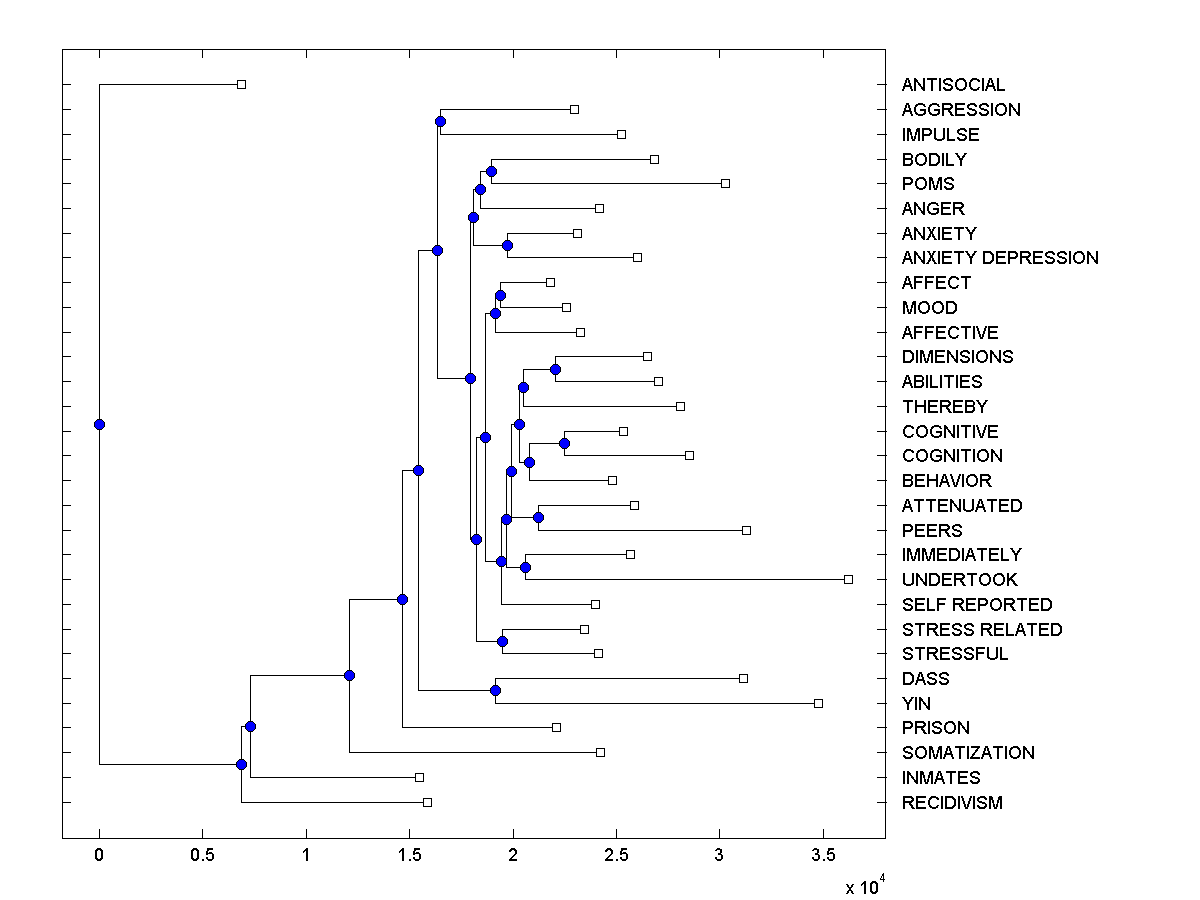 ANTISOCIAL
AGGRESSION
IMPULSE
BODILY
POMS
ANGER
ANXIETY
ANXIETY DEPRESSION
AFFECT
MOOD
AFFECTIVE
DIMENSIONS
ABILITIES
THEREBY
COGNITIVE
COGNITION
BEHAVIOR
ATTENUATED
PEERS
IMMEDIATELY
UNDERTOOK
SELF REPORTED
STRESS RELATED
STRESSFUL
DASS
YIN
PRISON
SOMATIZATION
INMATES
RECIDIVISM
0 0.5 1 1.5 2 2.5 3 3.5
x 10^4